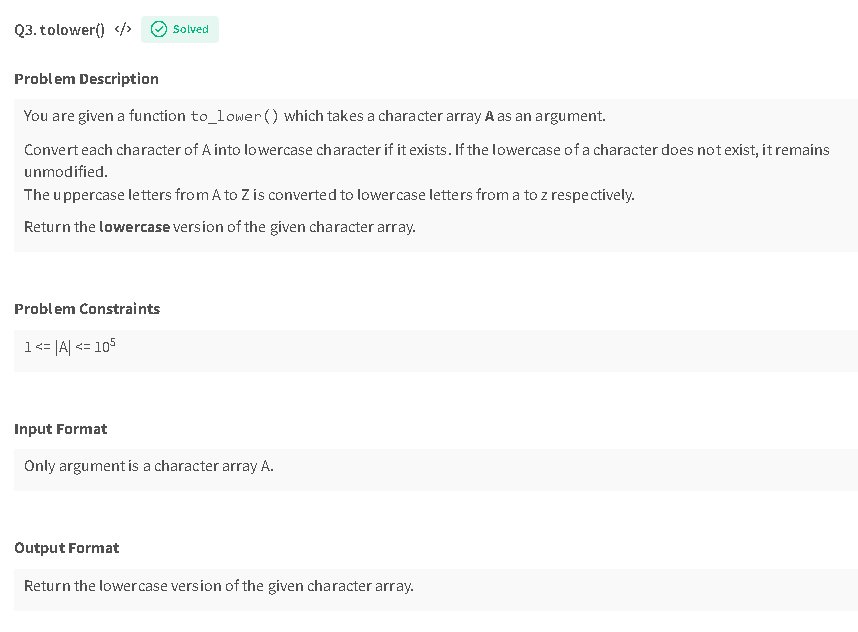 Q3. tolower() </> Solved
Problem Description
You are given a function to_lower() which takes a character array A as an argument.
Convert each character of A into lowercase character if it exists. If the lowercase of a character does not exist, it remains
unmodified.
The uppercase letters from A to Z is converted to lowercase letters from a to z respectively.
Return the lowercase version of the given character array.
Problem Constraints
1 <= |A| <= 10⁵
Input Format
Only argument is a character array A.
Output Format
Return the lowercase version of the given character array.